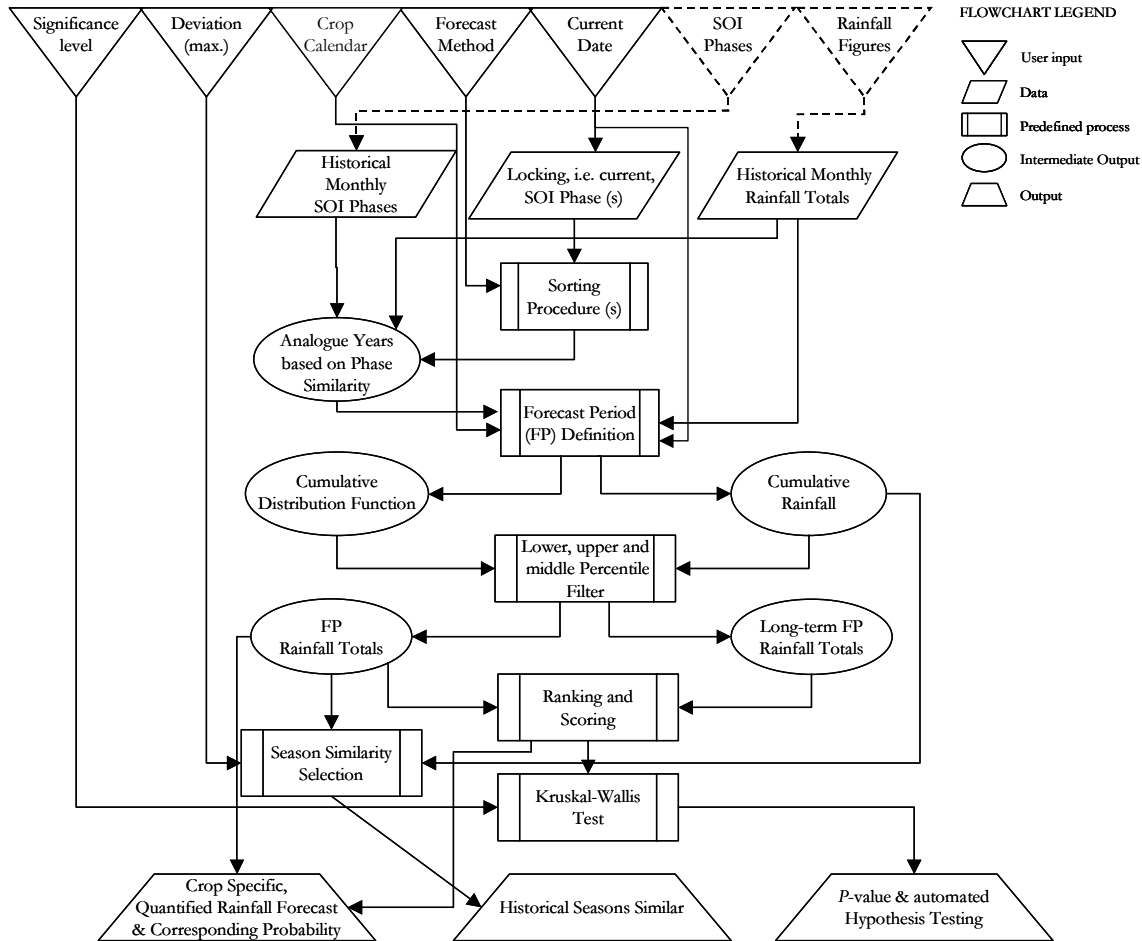 Significance
level
Deviation
(max.)
Crop
Calendar
Forecast
Method
Current
Date
SOI
Phases
Rainfall
Figures
FLOWCHART LEGEND
User input
Data
Predefined process
Intermediate Output
Output
Historical
Monthly
SOI Phases
Locking, i.e. current,
SOI Phase (s)
Historical Monthly
Rainfall Totals
Sorting
Procedure (s)
Analogue Years
based on Phase
Similarity
Forecast Period
(FP) Definition
Cumulative
Distribution Function
Cumulative
Rainfall
Lower, upper and
middle Percentile
Filter
FP
Rainfall Totals
Long-term FP
Rainfall Totals
Ranking and
Scoring
Season Similarity
Selection
Kruskal-Wallis
Test
Crop Specific,
Quantified Rainfall Forecast
& Corresponding Probability
Historical Seasons Similar
P-value & automated
Hypothesis Testing